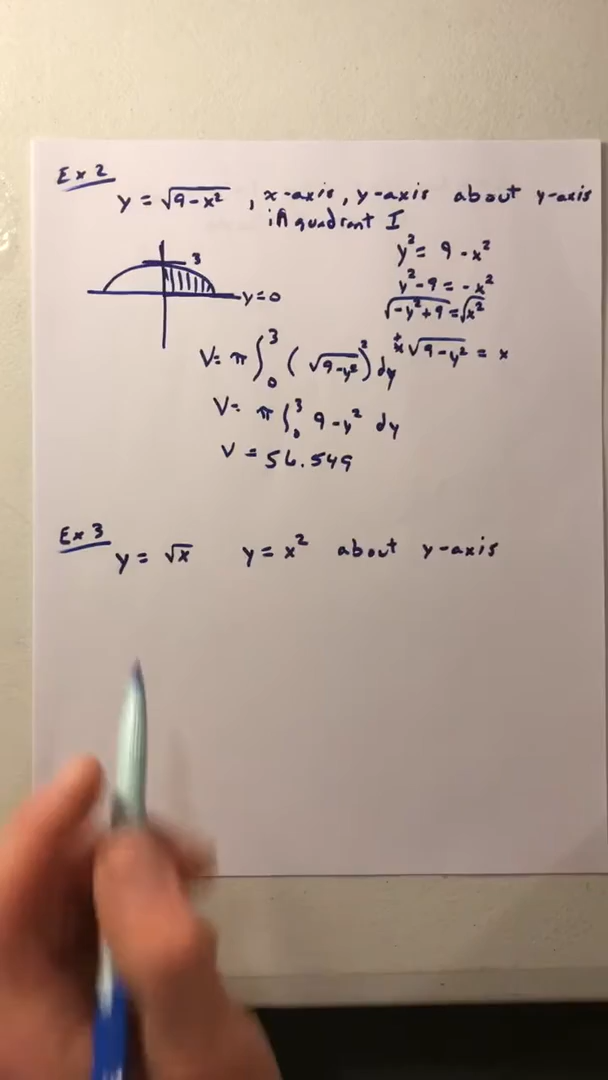 Ex 2
y = √9-x² , x-axis, y-axis about y-axis
in quadrant I
3
y=0
y² = 9 - x²
y² - 9 = - x²
√-y² + 9 = √x²
± √9-y² = x
V = π ∫₀³ ( √9-y² )² dy
V = π ∫₀³ 9-y² dy
V = 56.549
Ex 3
y = √x y = x² about y-axis